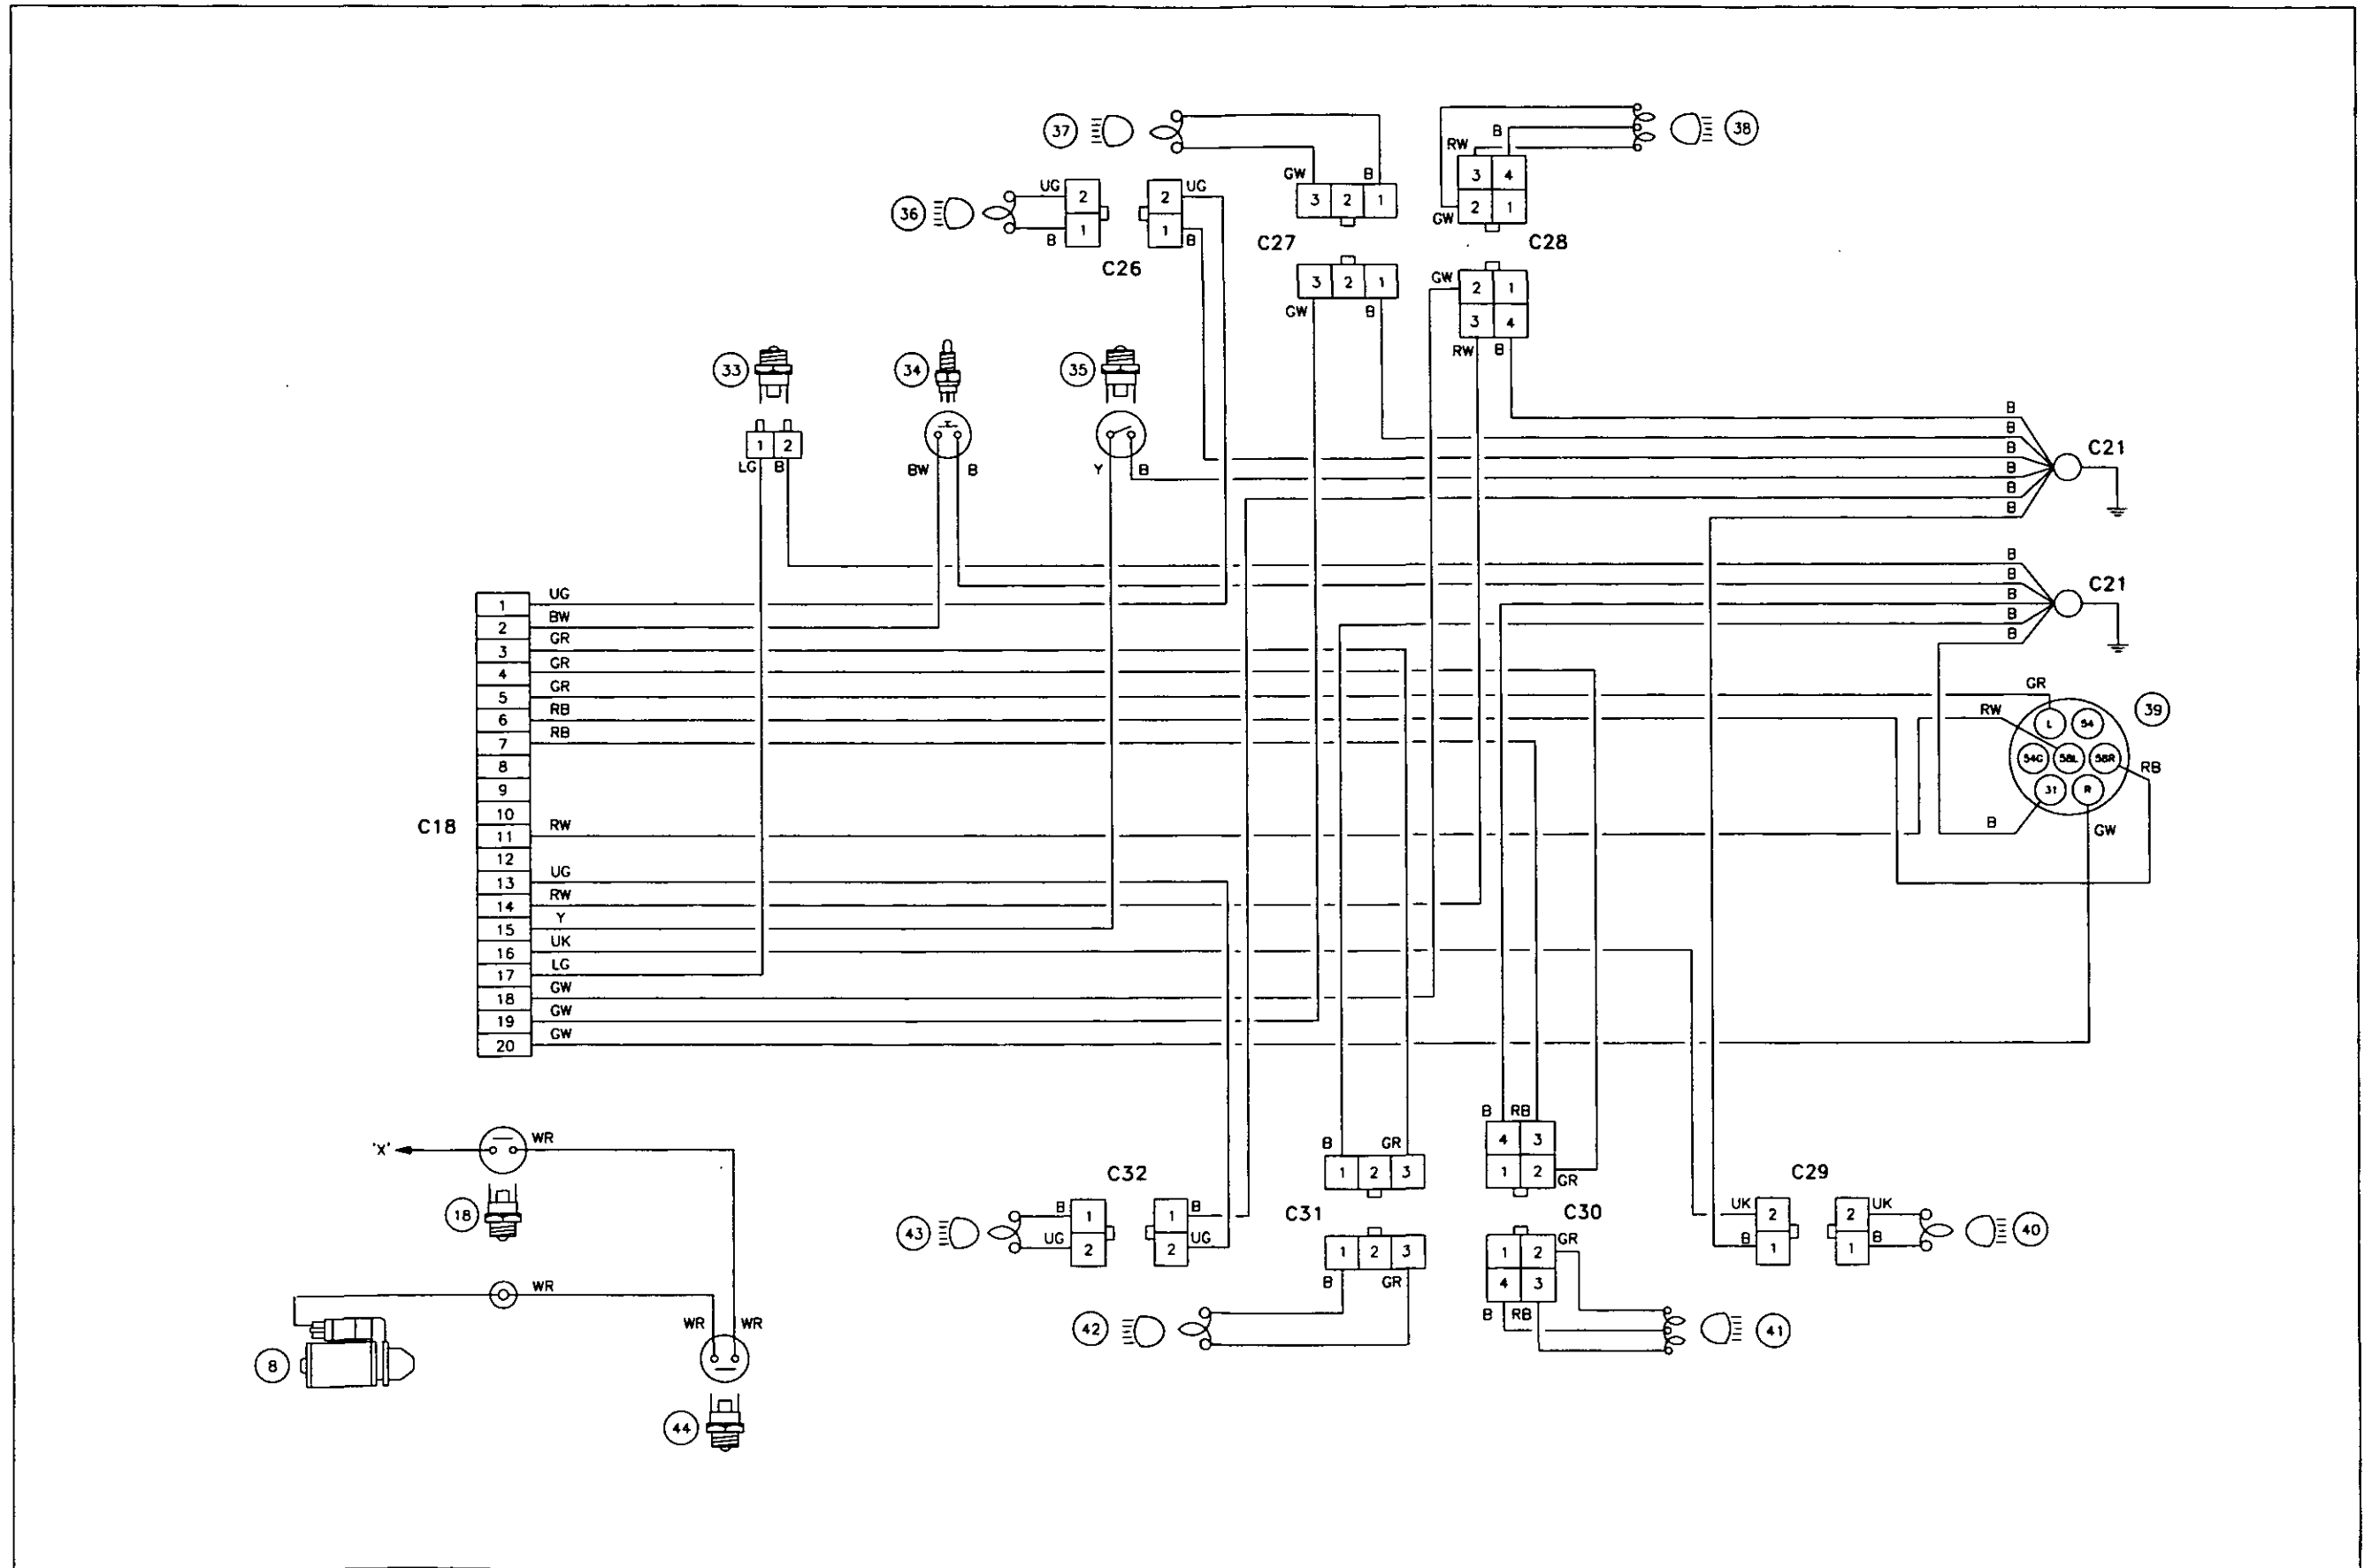 37
GW
B
3 2 1
38
B
RW
3 4
2 1
GW
36
UG
2
1
B
2
1
UG
B
C26
C27
C28
3 2 1
GW
B
GW
2 1
3 4
RW
B
33
34
35
1 2
LG
B
BW
B
Y
B
B
B
B
B
B
B
C21
B
B
B
B
B
C21
C18
1 UG
2 BW
3 GR
4 GR
5 GR
6 RB
7 RB
8
9
10
11 RW
12
13 UG
14 RW
15 Y
16 UK
17 LG
18 GW
19 GW
20 GW
GR
RW
39
L 54
54G 58L 58R
31 R
RB
B
GW
'X'
WR
18
WR
8
WR
WR
44
C32
43
B
UG
1
2
1
2
B
UG
B
GR
1 2 3
C31
1 2 3
B
GR
42
B
RB
4 3
1 2
GR
C30
1 2
4 3
GR
B
RB
41
C29
UK
B
2
1
2
1
UK
B
40